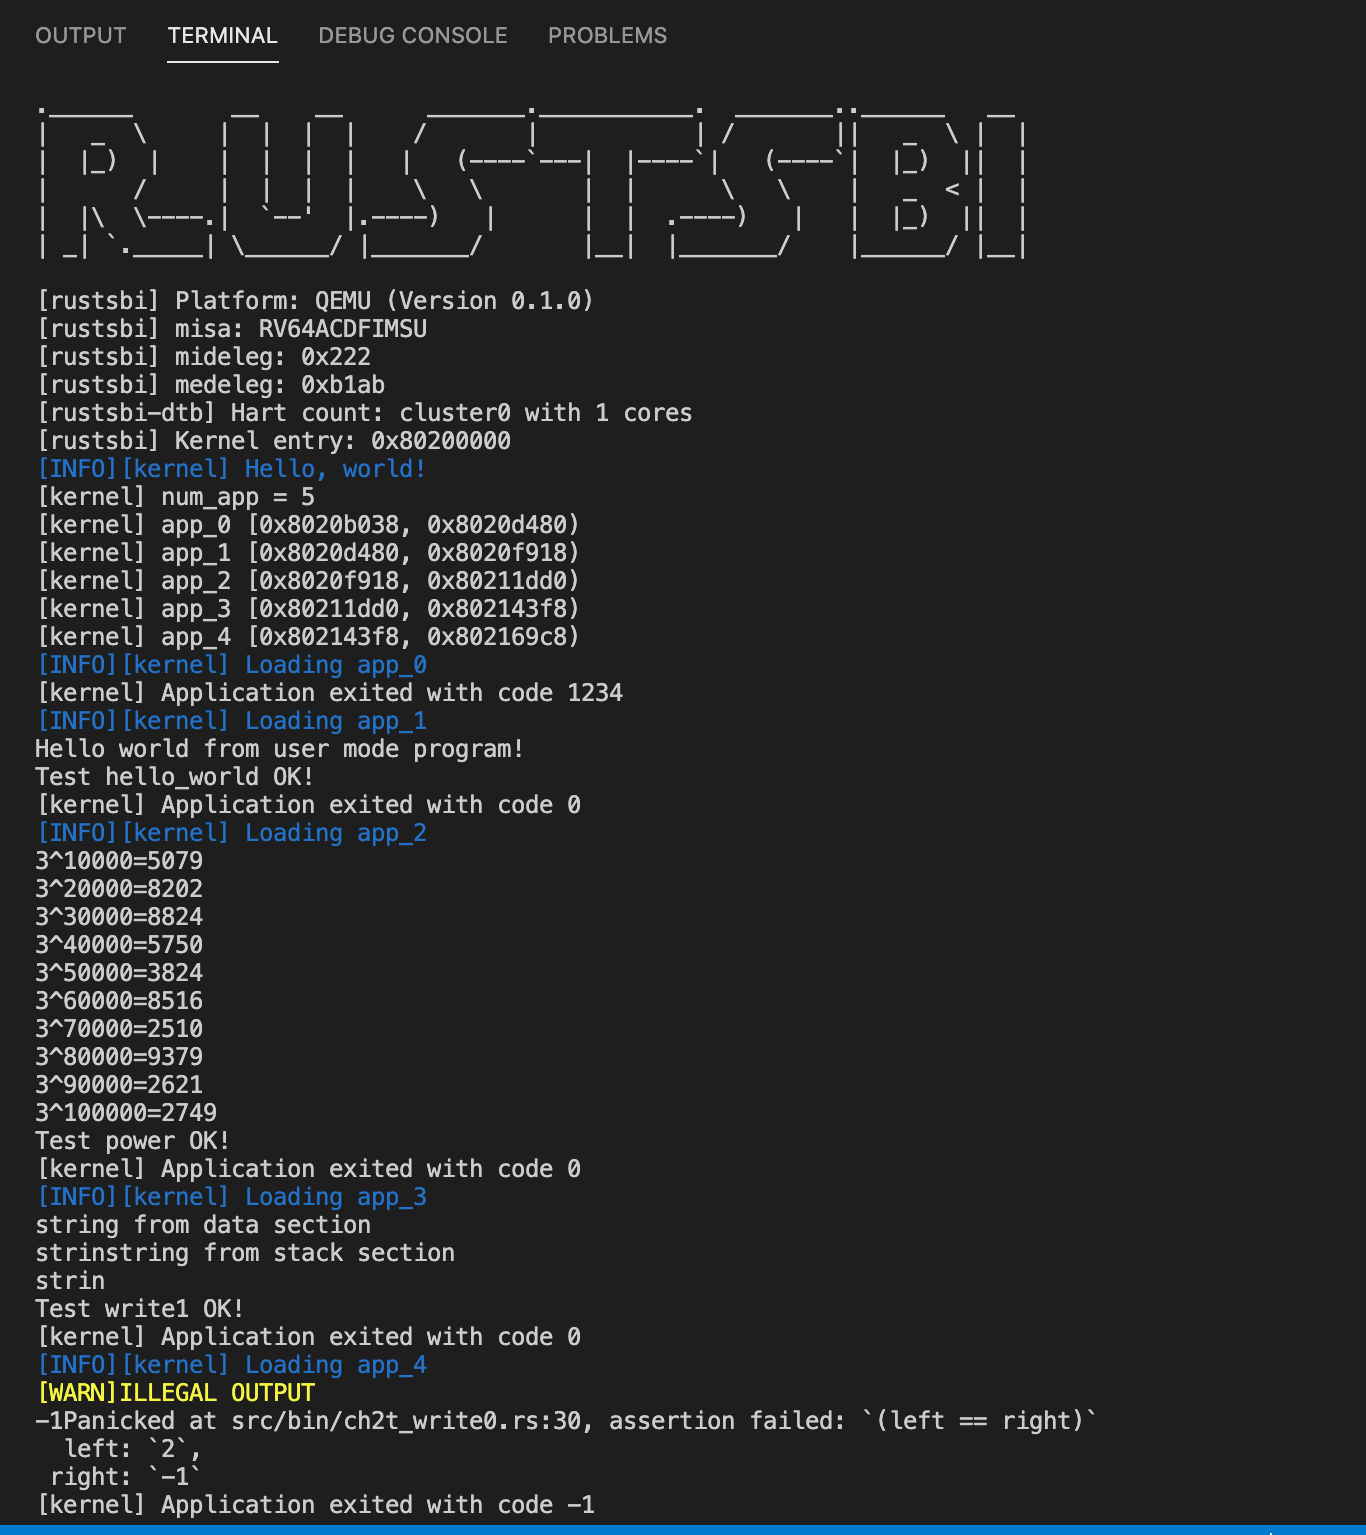 OUTPUT TERMINAL DEBUG CONSOLE PROBLEMS
RUSTSBI
[rustsbi] Platform: QEMU (Version 0.1.0)
[rustsbi] misa: RV64ACDFIMSU
[rustsbi] mideleg: 0x222
[rustsbi] medeleg: 0xb1ab
[rustsbi-dtb] Hart count: cluster0 with 1 cores
[rustsbi] Kernel entry: 0x80200000
[INFO][kernel] Hello, world!
[kernel] num_app = 5
[kernel] app_0 [0x8020b038, 0x8020d480)
[kernel] app_1 [0x8020d480, 0x8020f918)
[kernel] app_2 [0x8020f918, 0x80211dd0)
[kernel] app_3 [0x80211dd0, 0x802143f8)
[kernel] app_4 [0x802143f8, 0x802169c8)
[INFO][kernel] Loading app_0
[kernel] Application exited with code 1234
[INFO][kernel] Loading app_1
Hello world from user mode program!
Test hello_world OK!
[kernel] Application exited with code 0
[INFO][kernel] Loading app_2
3^10000=5079
3^20000=8202
3^30000=8824
3^40000=5750
3^50000=3824
3^60000=8516
3^70000=2510
3^80000=9379
3^90000=2621
3^100000=2749
Test power OK!
[kernel] Application exited with code 0
[INFO][kernel] Loading app_3
string from data section
strinstring from stack section
strin
Test write1 OK!
[kernel] Application exited with code 0
[INFO][kernel] Loading app_4
[WARN]ILLEGAL OUTPUT
-1Panicked at src/bin/ch2t_write0.rs:30, assertion failed: `(left == right)`
  left: `2`,
 right: `-1`
[kernel] Application exited with code -1